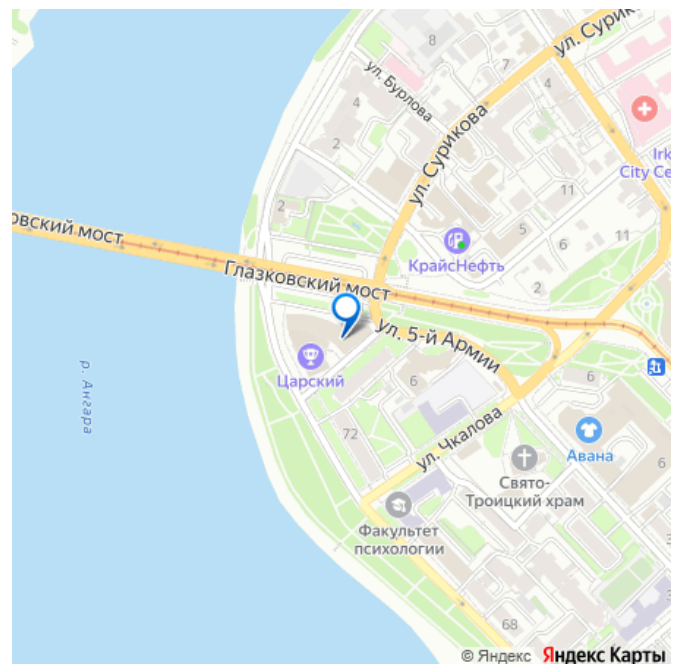 8
ул. Сурикова
ул. Бурлова
4
7
4
2
ул. Сурикова
Irk
City Ce
11
2
5
6
11
КрайсНефть
2
овский мост
Глазковский мост
ул. 5-й Армии
Царский
6
6
р. Ангара
72
ул. Чкалова
Авана
6
Свято-
Троицкий храм
Факультет
психологии
68
© Яндекс Яндекс Карты